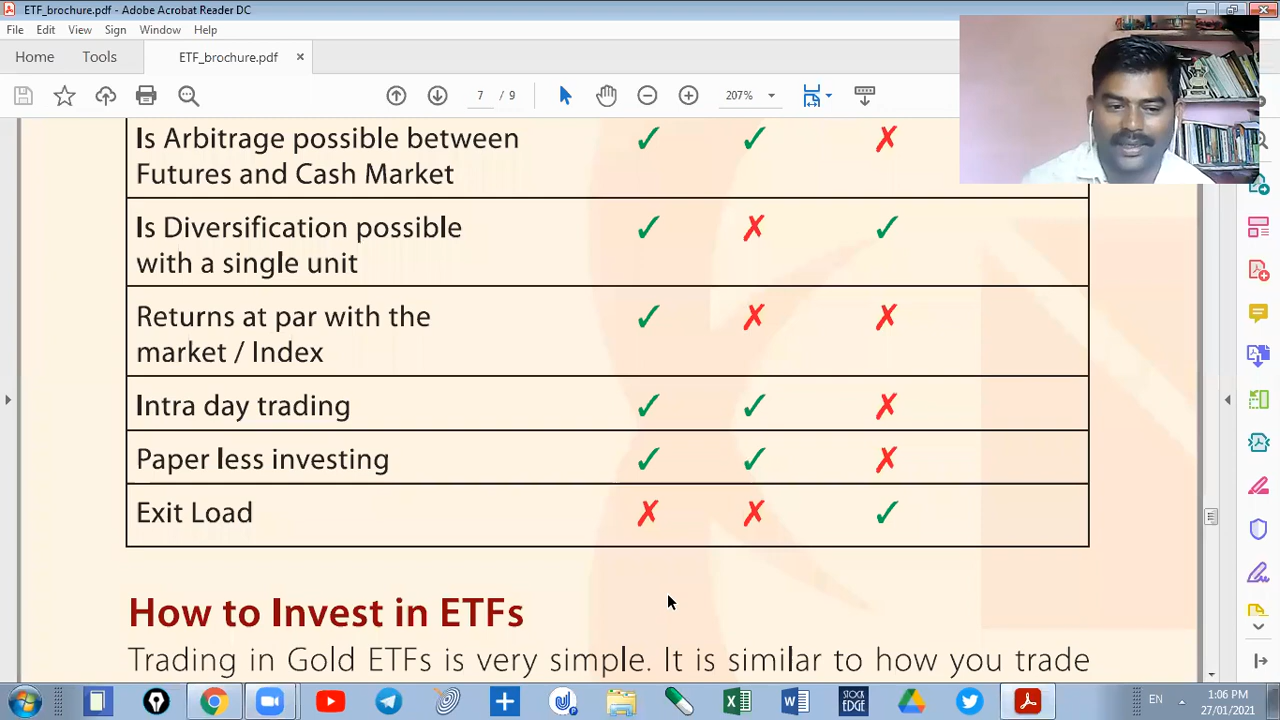 ETF_brochure.pdf - Adobe Acrobat Reader DC
File Edit View Sign Window Help
Home Tools ETF_brochure.pdf ×
7 / 9 207%
Is Arbitrage possible between ✓ ✓ ✗
Futures and Cash Market
Is Diversification possible ✓ ✗ ✓
with a single unit
Returns at par with the ✓ ✗ ✗
market / Index
Intra day trading ✓ ✓ ✗
Paper less investing ✓ ✓ ✗
Exit Load ✗ ✗ ✓
How to Invest in ETFs
Trading in Gold ETFs is very simple. It is similar to how you trade
STOCK
EDGE
EN
1:06 PM
27/01/2021